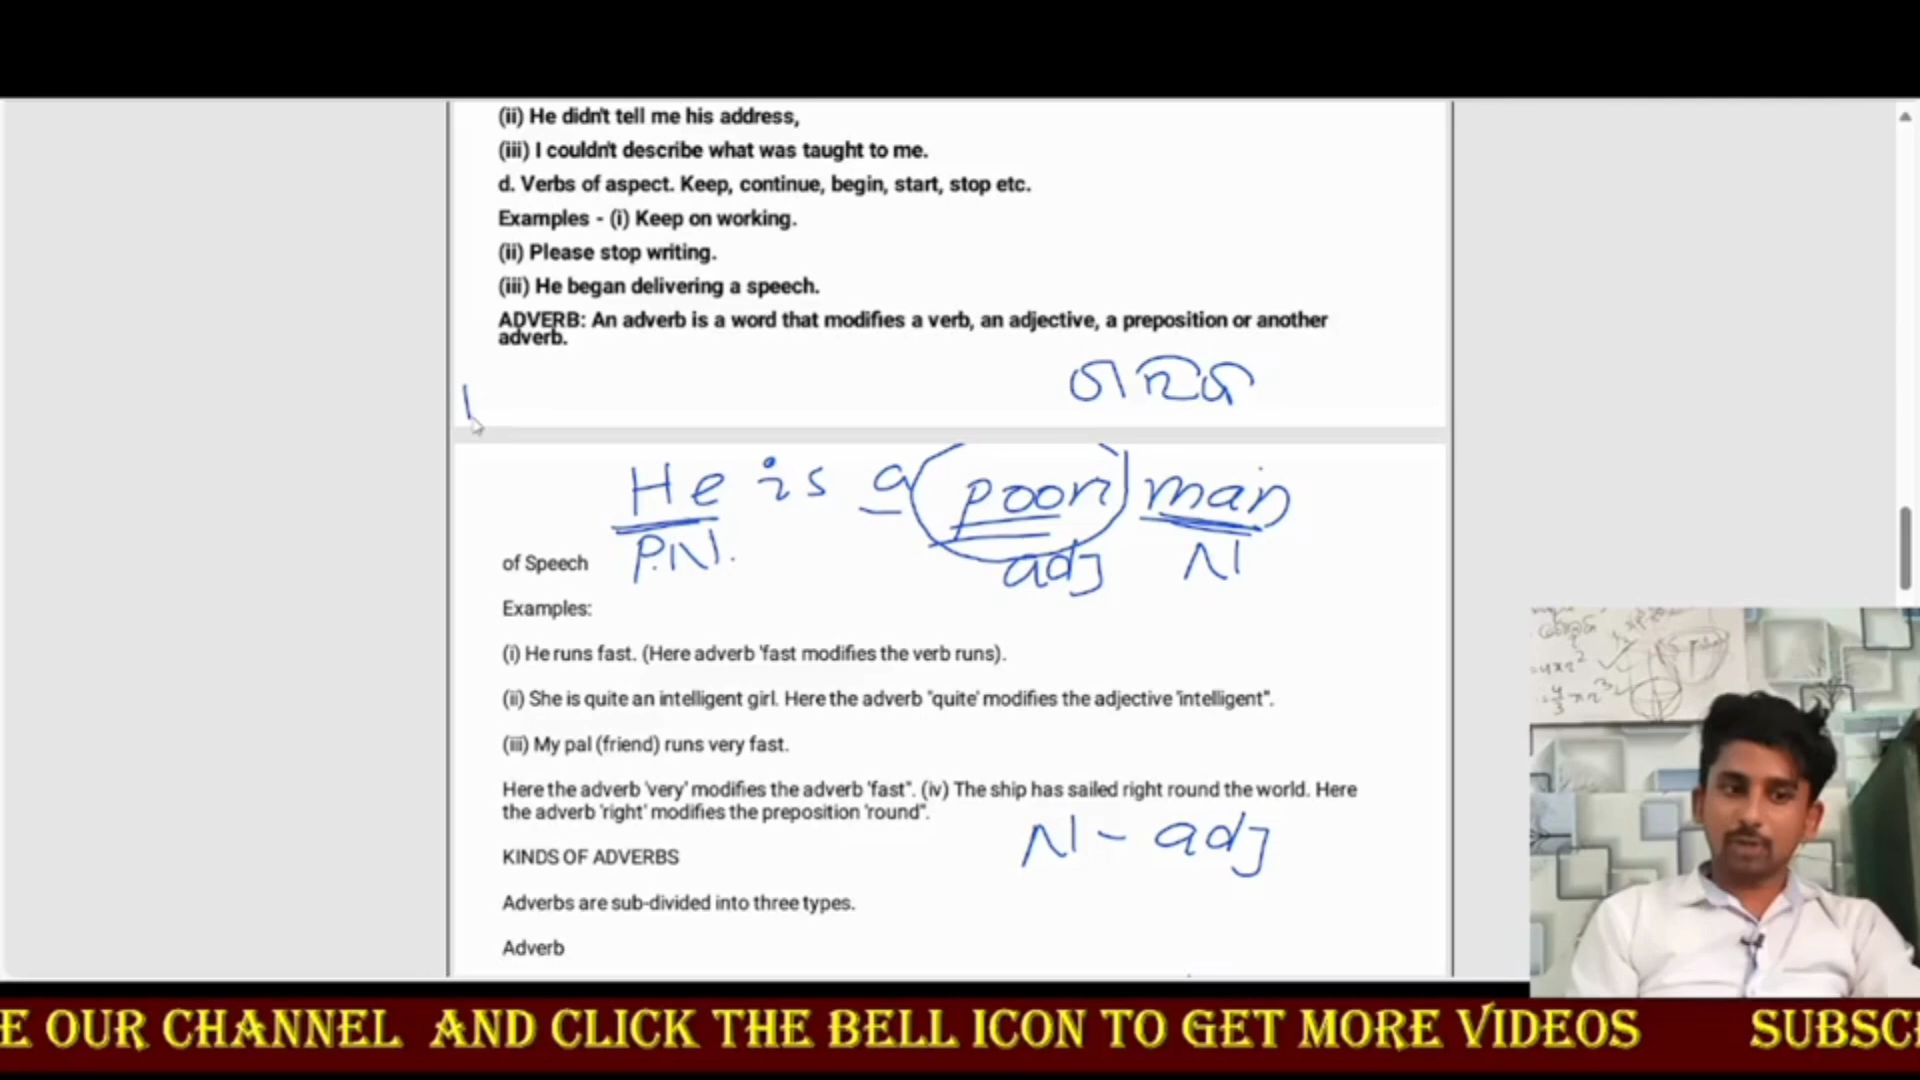 (ii) He didn't tell me his address,
(iii) I couldn't describe what was taught to me.
d. Verbs of aspect. Keep, continue, begin, start, stop etc.
Examples - (i) Keep on working.
(ii) Please stop writing.
(iii) He began delivering a speech.
ADVERB: An adverb is a word that modifies a verb, an adjective, a preposition or another
adverb.
He is a poor man
P.N. adj N
of Speech
Examples:
(i) He runs fast. (Here adverb 'fast modifies the verb runs).
(ii) She is quite an intelligent girl. Here the adverb "quite' modifies the adjective 'intelligent".
(iii) My pal (friend) runs very fast.
Here the adverb 'very' modifies the adverb 'fast". (iv) The ship has sailed right round the world. Here
the adverb 'right' modifies the preposition 'round".
N - adj
KINDS OF ADVERBS
Adverbs are sub-divided into three types.
Adverb
E OUR CHANNEL AND CLICK THE BELL ICON TO GET MORE VIDEOS SUBSC